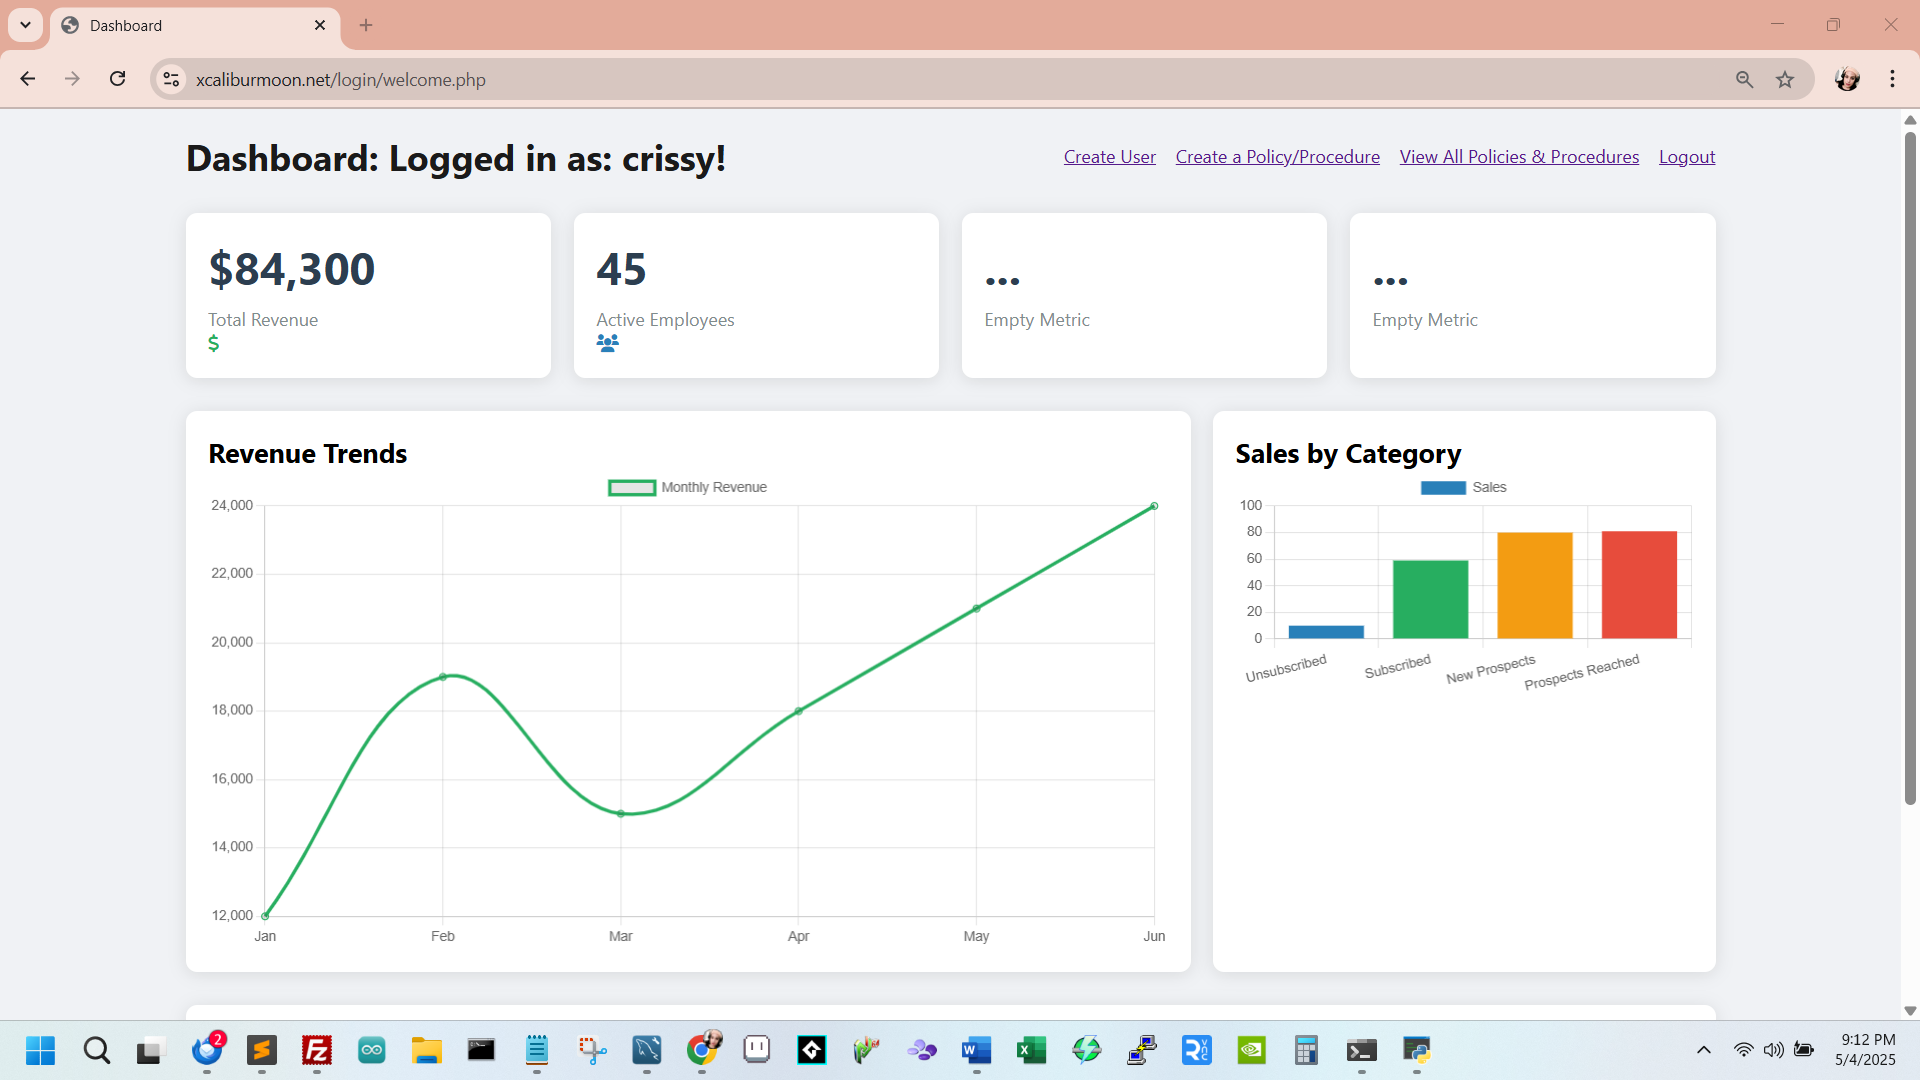 Dashboard
xcaliburmoon.net/login/welcome.php
Dashboard: Logged in as: crissy!
Create User Create a Policy/Procedure View All Policies & Procedures Logout
$84,300
Total Revenue
$
45
Active Employees
...
Empty Metric
...
Empty Metric
Revenue Trends
Monthly Revenue
24,000
22,000
20,000
18,000
16,000
14,000
12,000
Jan Feb Mar Apr May Jun
Sales by Category
Sales
100
80
60
40
20
0
Unsubscribed Subscribed New Prospects Prospects Reached
2
9:12 PM
5/4/2025